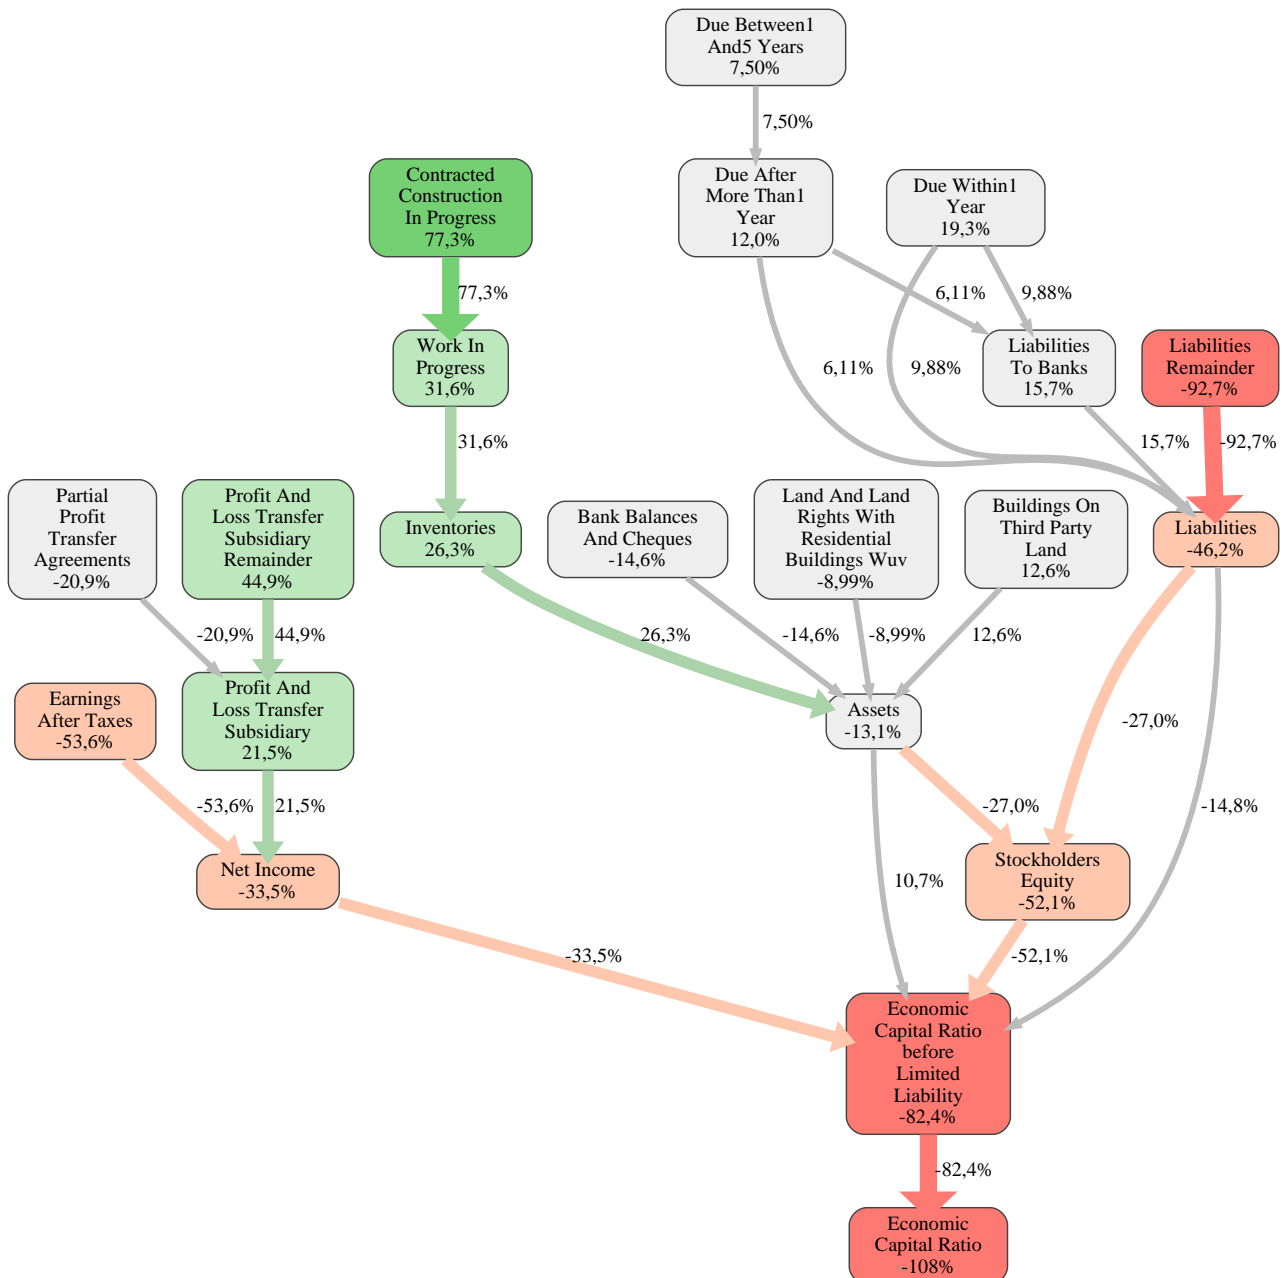 Due Between1
And5 Years
7,50%
7,50%
Contracted
Construction
In Progress
77,3%
Due After
More Than1
Year
12,0%
Due Within1
Year
19,3%
77,3%
6,11%
9,88%
Work In
Progress
31,6%
6,11%
9,88%
Liabilities
To Banks
15,7%
Liabilities
Remainder
-92,7%
31,6%
15,7%
-92,7%
Partial
Profit
Transfer
Agreements
-20,9%
Profit And
Loss Transfer
Subsidiary
Remainder
44,9%
Inventories
26,3%
Bank Balances
And Cheques
-14,6%
Land And Land
Rights With
Residential
Buildings Wuv
-8,99%
Buildings On
Third Party
Land
12,6%
Liabilities
-46,2%
-20,9%
44,9%
26,3%
-14,6%
-8,99%
12,6%
Earnings
After Taxes
-53,6%
Profit And
Loss Transfer
Subsidiary
21,5%
Assets
-13,1%
-27,0%
-53,6%
21,5%
-27,0%
-14,8%
Net Income
-33,5%
10,7%
Stockholders
Equity
-52,1%
-33,5%
-52,1%
Economic
Capital Ratio
before
Limited
Liability
-82,4%
-82,4%
Economic
Capital Ratio
-108%